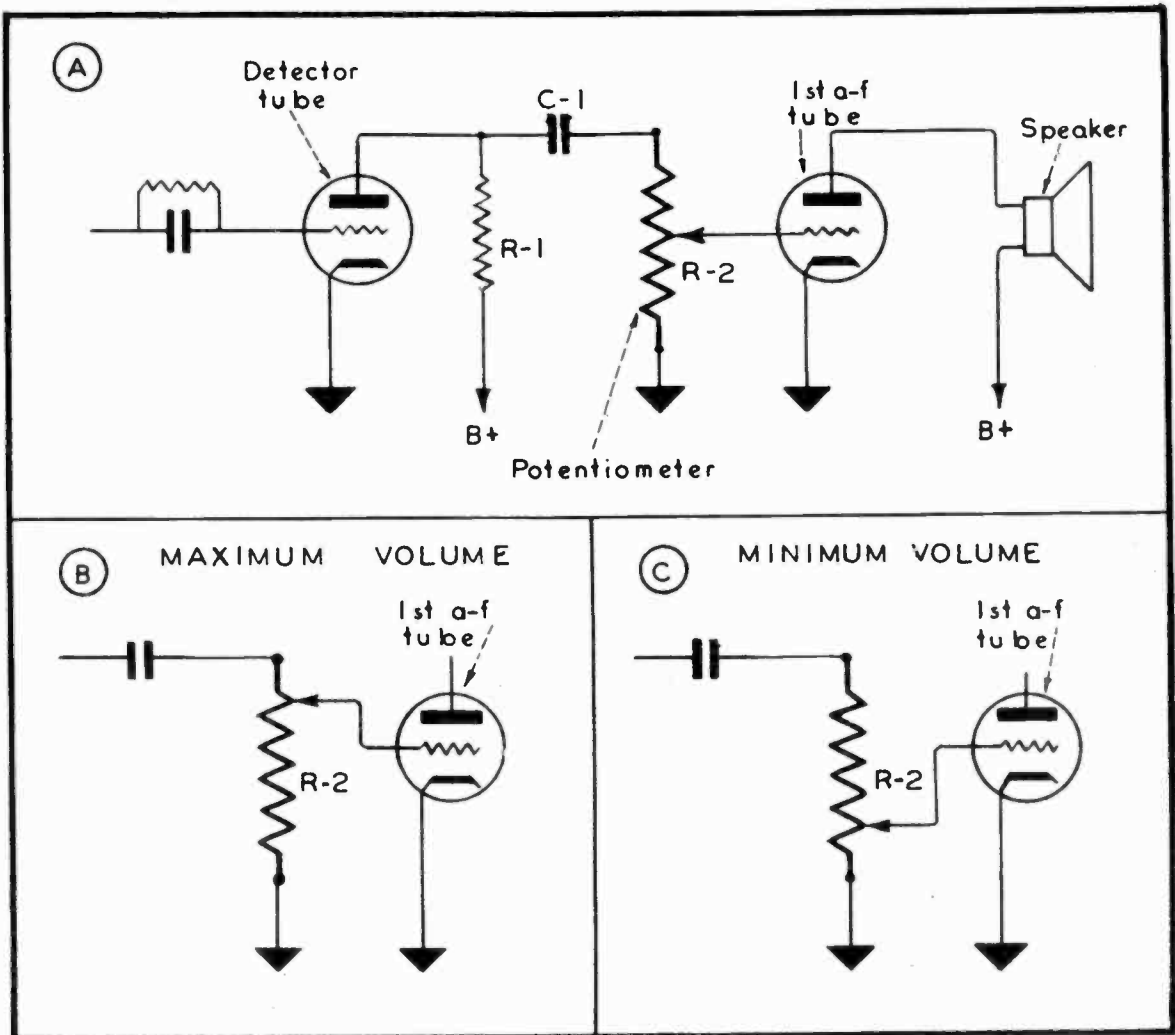 A
Detector
tube
C-1
1st a-f
tube
Speaker
R-1
R-2
B+
B+
Potentiometer
B
MAXIMUM VOLUME
1st a-f
tube
R-2
C
MINIMUM VOLUME
1st a-f
tube
R-2